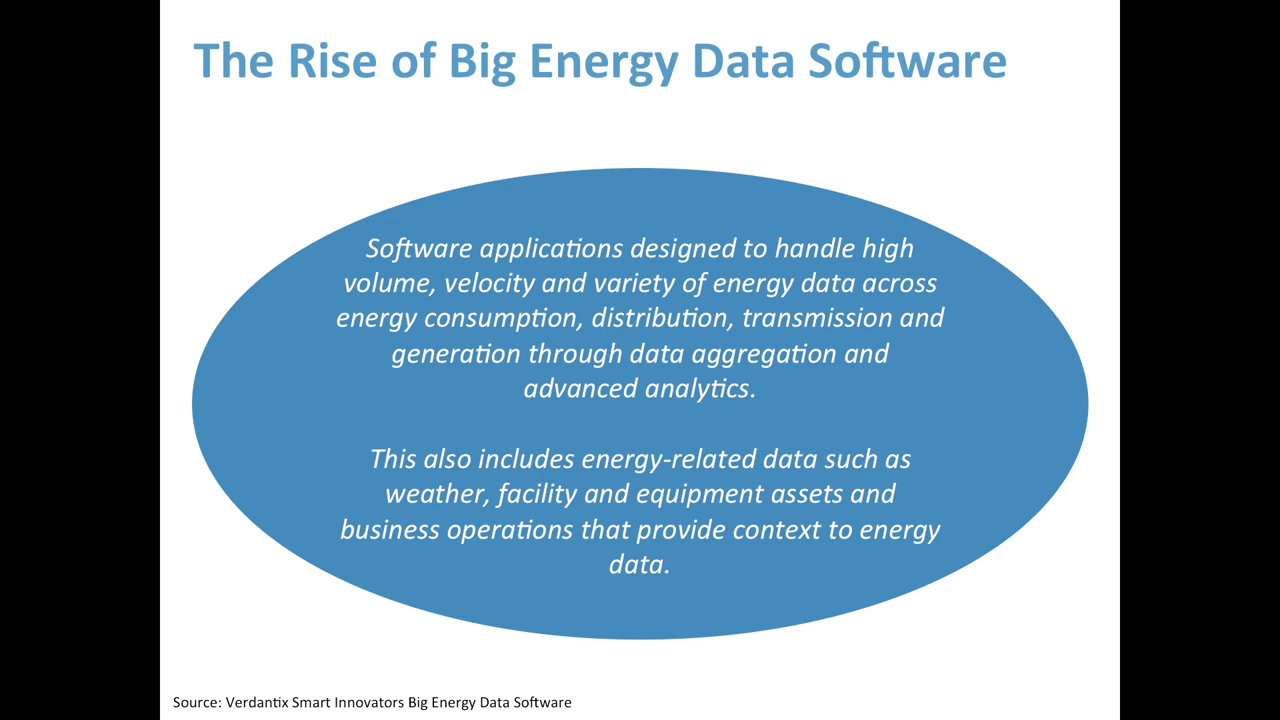 The Rise of Big Energy Data Software
Software applications designed to handle high
volume, velocity and variety of energy data across
energy consumption, distribution, transmission and
generation through data aggregation and
advanced analytics.
This also includes energy-related data such as
weather, facility and equipment assets and
business operations that provide context to energy
data.
Source: Verdantix Smart Innovators Big Energy Data Software